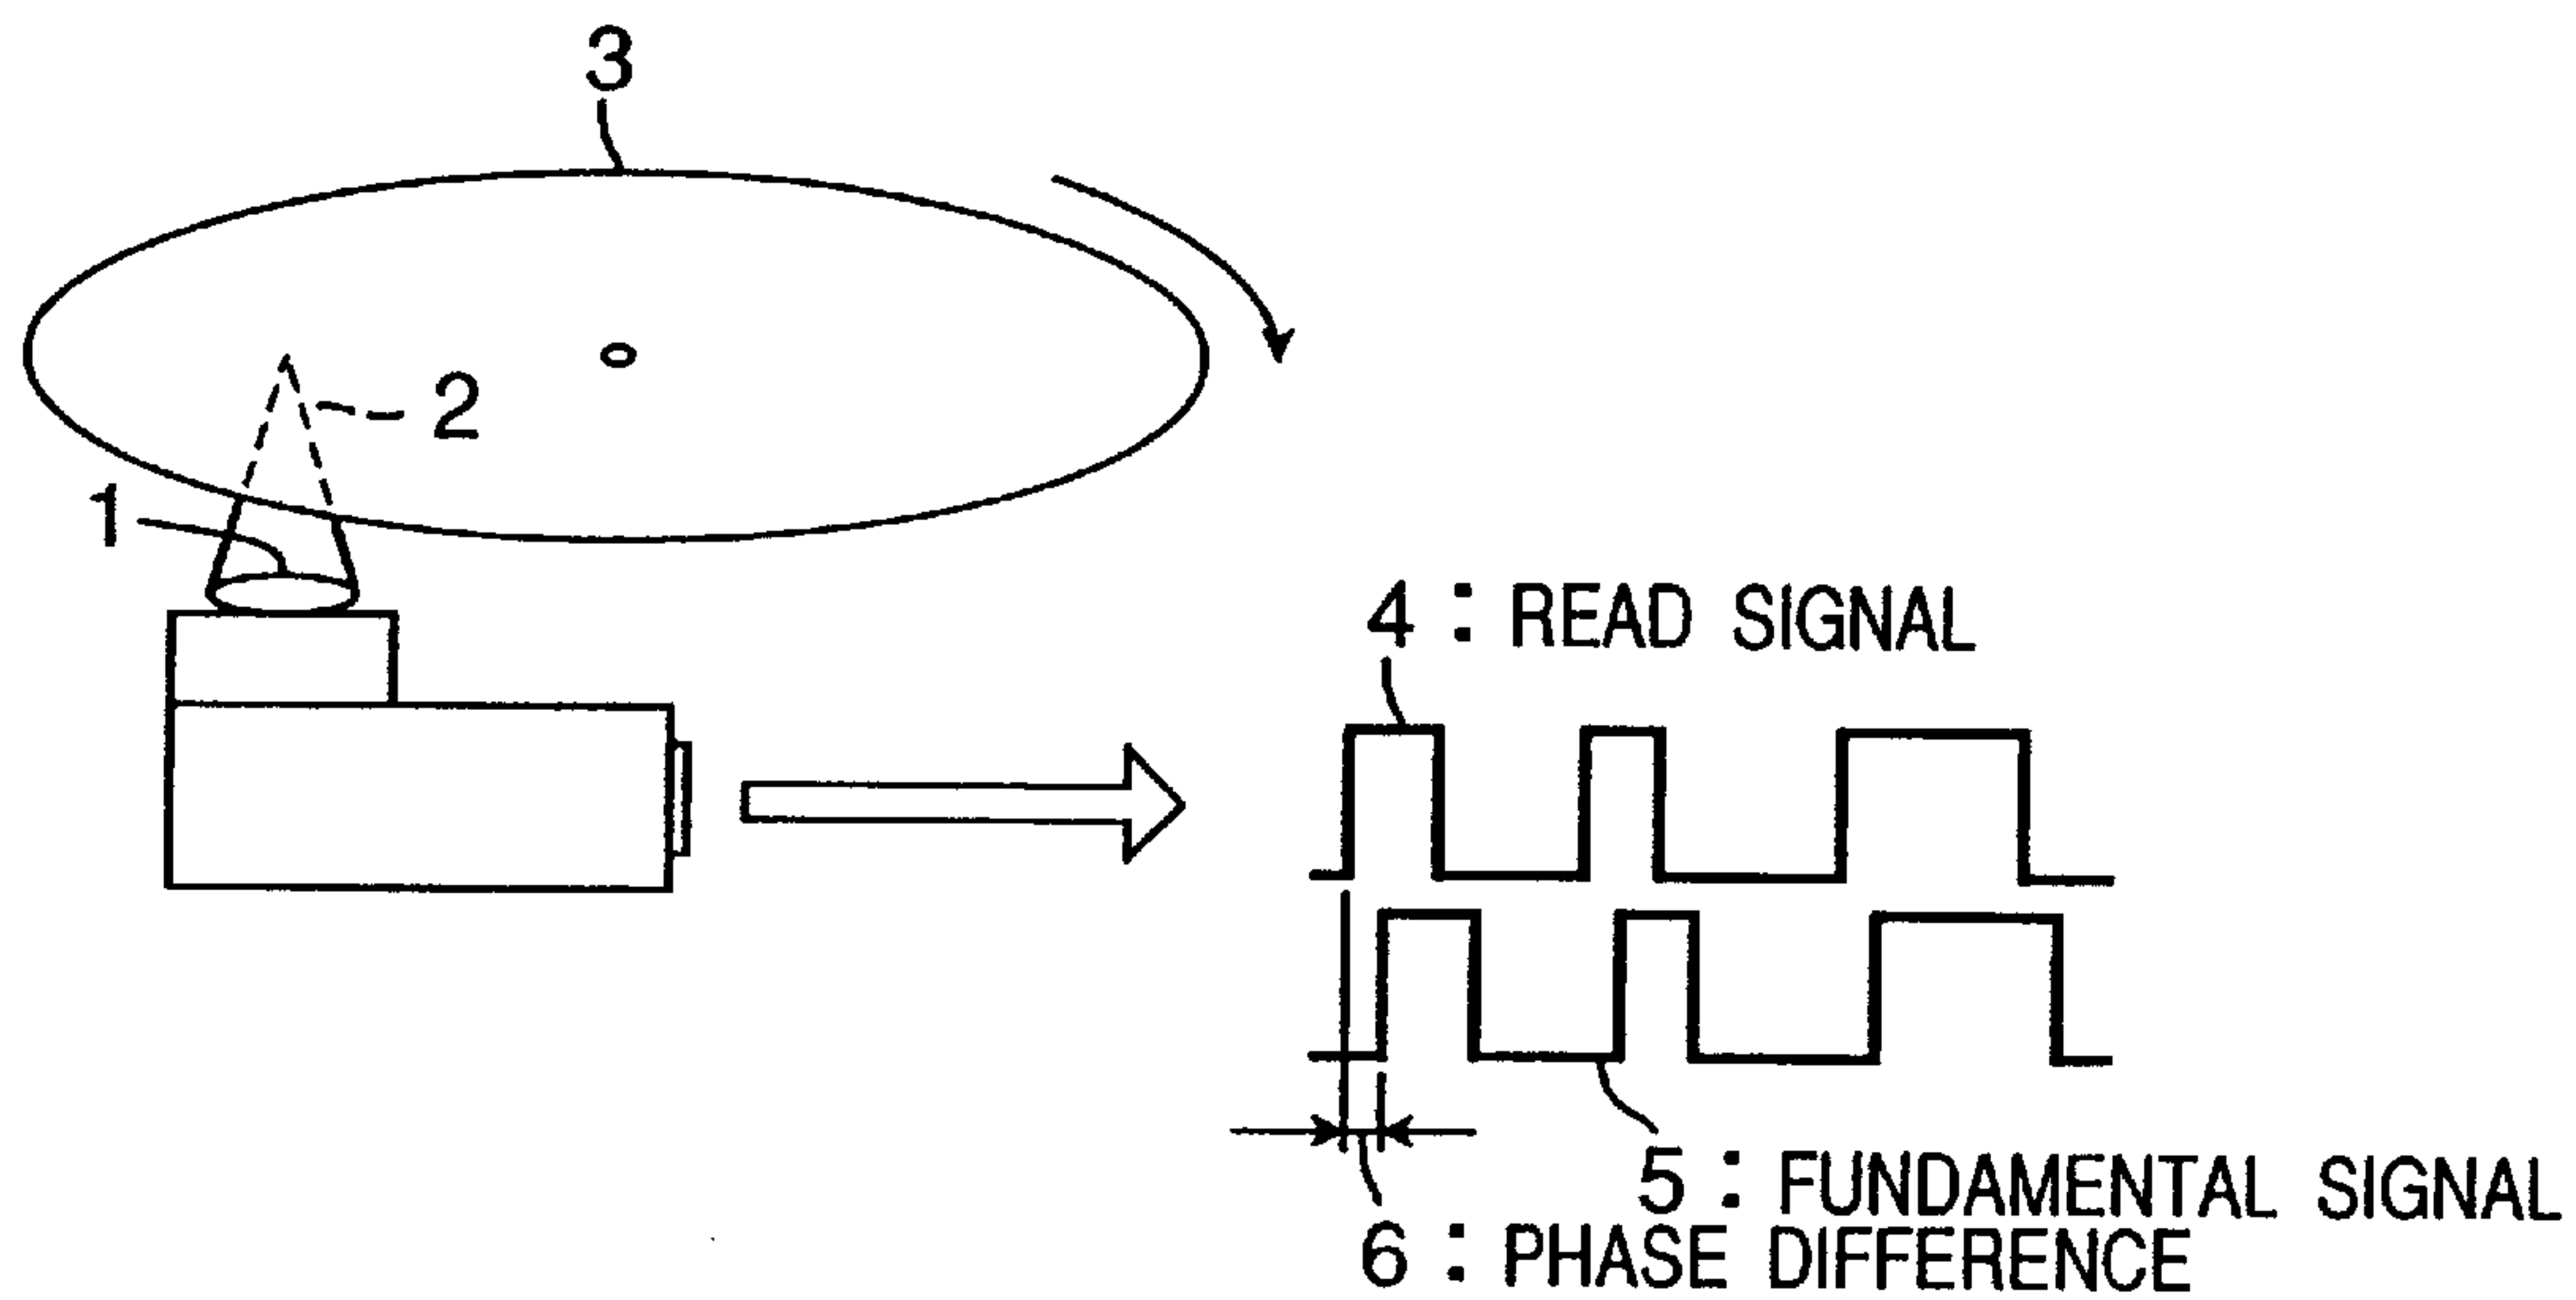 3
2
1
4 : READ SIGNAL
5 : FUNDAMENTAL SIGNAL
6 : PHASE DIFFERENCE